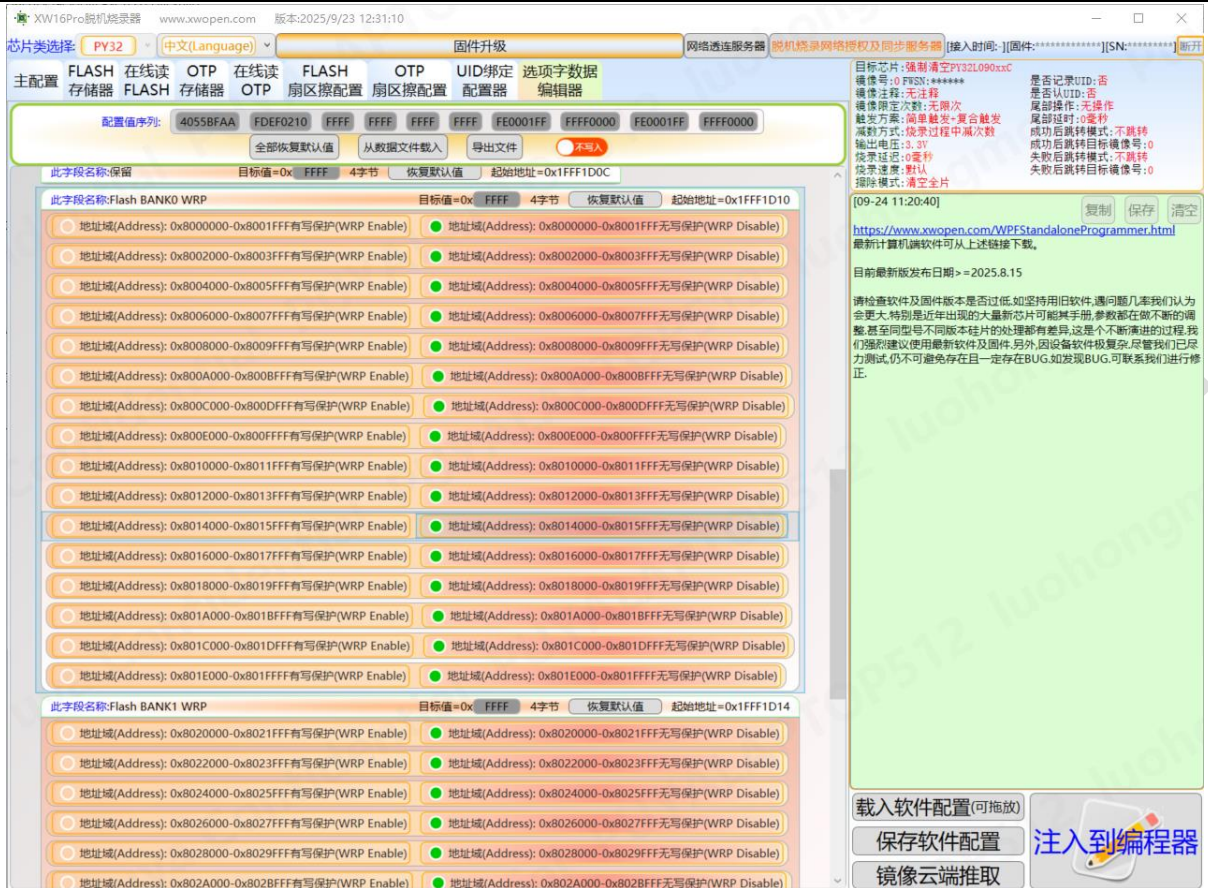 XW16Pro脱机烧录器 www.xwopen.com 版本:2025/9/23 12:31:10
芯片类选择: PY32 中文(Language) 固件升级 网络透连服务器 脱机烧录网络授权及同步服务器 [接入时间:-][固件:*************][SN:*********] 断开
主配置 FLASH存储器 在线读FLASH OTP存储器 在线读OTP FLASH扇区擦配置 OTP扇区擦配置 UID绑定配置器 选项字数据编辑器
配置值序列: 4055BFAA FDEF0210 FFFF FFFF FFFF FFFF FE0001FF FFFF0000 FE0001FF FFFF0000
全部恢复默认值 从数据文件载入 导出文件 不写入
此字段名称:保留 目标值=0x FFFF 4字节 恢复默认值 起始地址=0x1FFF1D0C
此字段名称:Flash BANK0 WRP 目标值=0x FFFF 4字节 恢复默认值 起始地址=0x1FFF1D10
地址域(Address): 0x8000000-0x8001FFF有写保护(WRP Enable) 地址域(Address): 0x8000000-0x8001FFF无写保护(WRP Disable)
地址域(Address): 0x8002000-0x8003FFF有写保护(WRP Enable) 地址域(Address): 0x8002000-0x8003FFF无写保护(WRP Disable)
地址域(Address): 0x8004000-0x8005FFF有写保护(WRP Enable) 地址域(Address): 0x8004000-0x8005FFF无写保护(WRP Disable)
地址域(Address): 0x8006000-0x8007FFF有写保护(WRP Enable) 地址域(Address): 0x8006000-0x8007FFF无写保护(WRP Disable)
地址域(Address): 0x8008000-0x8009FFF有写保护(WRP Enable) 地址域(Address): 0x8008000-0x8009FFF无写保护(WRP Disable)
地址域(Address): 0x800A000-0x800BFFF有写保护(WRP Enable) 地址域(Address): 0x800A000-0x800BFFF无写保护(WRP Disable)
地址域(Address): 0x800C000-0x800DFFF有写保护(WRP Enable) 地址域(Address): 0x800C000-0x800DFFF无写保护(WRP Disable)
地址域(Address): 0x800E000-0x800FFFF有写保护(WRP Enable) 地址域(Address): 0x800E000-0x800FFFF无写保护(WRP Disable)
地址域(Address): 0x8010000-0x8011FFF有写保护(WRP Enable) 地址域(Address): 0x8010000-0x8011FFF无写保护(WRP Disable)
地址域(Address): 0x8012000-0x8013FFF有写保护(WRP Enable) 地址域(Address): 0x8012000-0x8013FFF无写保护(WRP Disable)
地址域(Address): 0x8014000-0x8015FFF有写保护(WRP Enable) 地址域(Address): 0x8014000-0x8015FFF无写保护(WRP Disable)
地址域(Address): 0x8016000-0x8017FFF有写保护(WRP Enable) 地址域(Address): 0x8016000-0x8017FFF无写保护(WRP Disable)
地址域(Address): 0x8018000-0x8019FFF有写保护(WRP Enable) 地址域(Address): 0x8018000-0x8019FFF无写保护(WRP Disable)
地址域(Address): 0x801A000-0x801BFFF有写保护(WRP Enable) 地址域(Address): 0x801A000-0x801BFFF无写保护(WRP Disable)
地址域(Address): 0x801C000-0x801DFFF有写保护(WRP Enable) 地址域(Address): 0x801C000-0x801DFFF无写保护(WRP Disable)
地址域(Address): 0x801E000-0x801FFFF有写保护(WRP Enable) 地址域(Address): 0x801E000-0x801FFFF无写保护(WRP Disable)
此字段名称:Flash BANK1 WRP 目标值=0x FFFF 4字节 恢复默认值 起始地址=0x1FFF1D14
地址域(Address): 0x8020000-0x8021FFF有写保护(WRP Enable) 地址域(Address): 0x8020000-0x8021FFF无写保护(WRP Disable)
地址域(Address): 0x8022000-0x8023FFF有写保护(WRP Enable) 地址域(Address): 0x8022000-0x8023FFF无写保护(WRP Disable)
地址域(Address): 0x8024000-0x8025FFF有写保护(WRP Enable) 地址域(Address): 0x8024000-0x8025FFF无写保护(WRP Disable)
地址域(Address): 0x8026000-0x8027FFF有写保护(WRP Enable) 地址域(Address): 0x8026000-0x8027FFF无写保护(WRP Disable)
地址域(Address): 0x8028000-0x8029FFF有写保护(WRP Enable) 地址域(Address): 0x8028000-0x8029FFF无写保护(WRP Disable)
地址域(Address): 0x802A000-0x802BFFF有写保护(WRP Enable) 地址域(Address): 0x802A000-0x802BFFF无写保护(WRP Disable)
目标芯片:强制清空PY32L090xxC
镜像号:0 FWSN:****** 是否记录UID:否
镜像注释:无注释 是否认UID:否
镜像限定次数:无限次 尾部操作:无操作
触发方案:简单触发+复合触发 尾部延时:0毫秒
减数方式:烧录过程中减次数 成功后跳转模式:不跳转
输出电压:3.3V 成功后跳转目标镜像号:0
烧录延迟:0毫秒 失败后跳转模式:不跳转
烧录速度:默认 失败后跳转目标镜像号:0
擦除模式:清空全片
[09-24 11:20:40] 复制 保存 清空
https://www.xwopen.com/WPFStandaloneProgrammer.html
最新计算机端软件可从上述链接下载。
目前最新版发布日期>=2025.8.15
请检查软件及固件版本是否过低.如坚持用旧软件,遇问题几率我们认为
会更大.特别是近年出现的大量新芯片可能其手册,参数都在做不断的调
整.甚至同型号不同版本硅片的处理都有差异,这是个不断演进的过程.我
们强烈建议使用最新软件及固件.另外,因设备软件极复杂.尽管我们已尽
力测试,仍不可避免存在且一定存在BUG.如发现BUG.可联系我们进行修
正.
载入软件配置(可拖放)
保存软件配置
镜像云端推取
注入到编程器